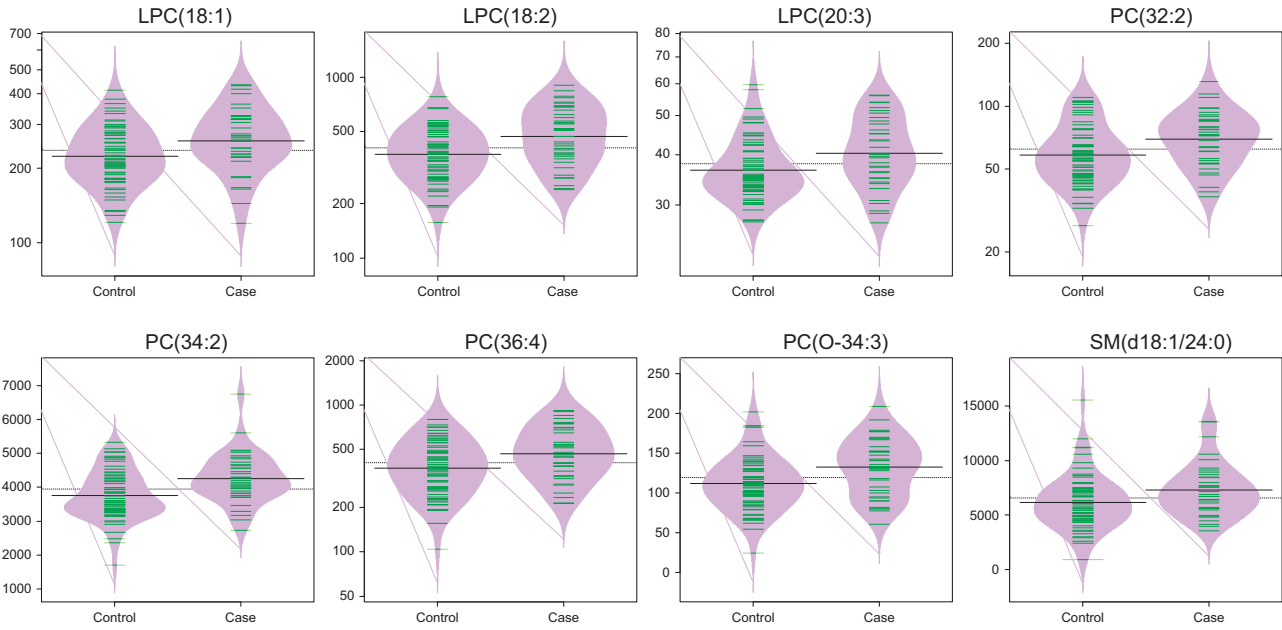 LPC(18:1)
LPC(18:2)
LPC(20:3)
PC(32:2)
700
500
400
300
200
100
Control
Case
1000
500
200
100
Control
Case
80
70
60
50
40
30
Control
Case
200
100
50
20
Control
Case
PC(34:2)
PC(36:4)
PC(O-34:3)
SM(d18:1/24:0)
7000
6000
5000
4000
3000
2000
1000
Control
Case
2000
1000
500
200
100
50
Control
Case
250
200
150
100
50
0
Control
Case
15000
10000
5000
0
Control
Case